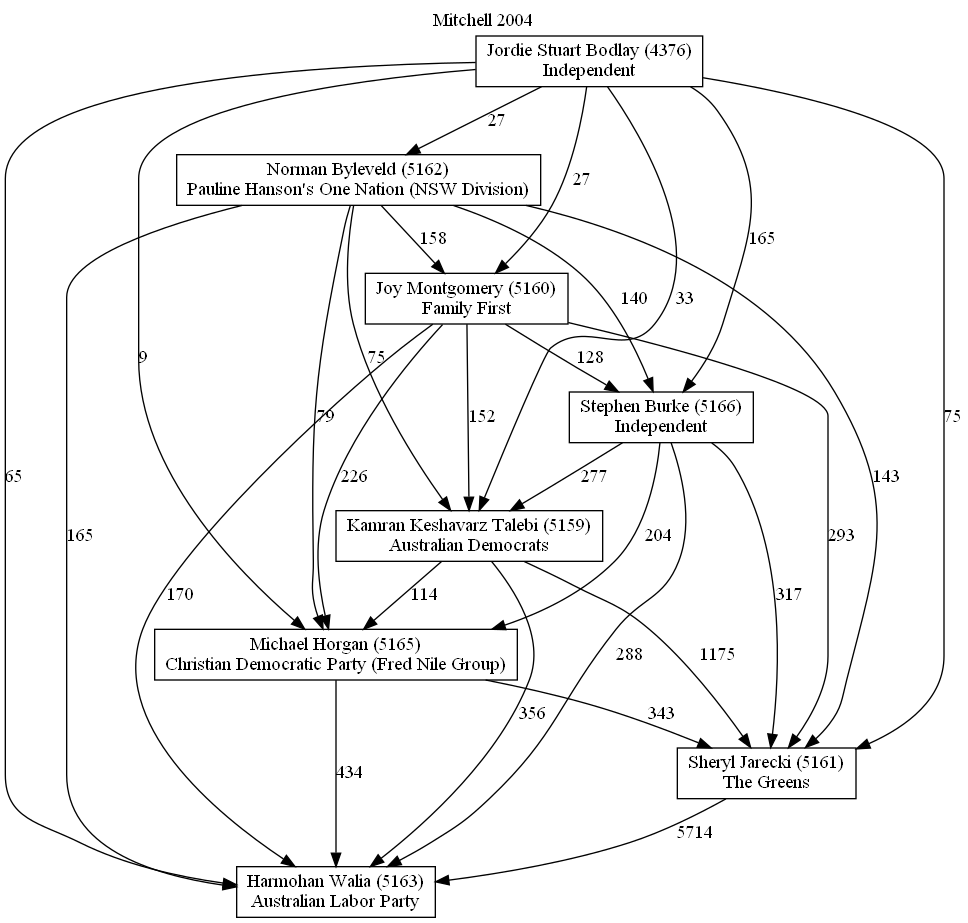 Mitchell 2004
Jordie Stuart Bodlay (4376)
Independent
27
Norman Byleveld (5162)
Pauline Hanson's One Nation (NSW Division)
27
158
140
33
165
Joy Montgomery (5160)
Family First
9
75
128
Stephen Burke (5166)
Independent
79
152
75
65
165
226
277
143
Kamran Keshavarz Talebi (5159)
Australian Democrats
204
293
170
114
317
Michael Horgan (5165)
Christian Democratic Party (Fred Nile Group)
288
1175
356
343
434
Sheryl Jarecki (5161)
The Greens
5714
Harmohan Walia (5163)
Australian Labor Party